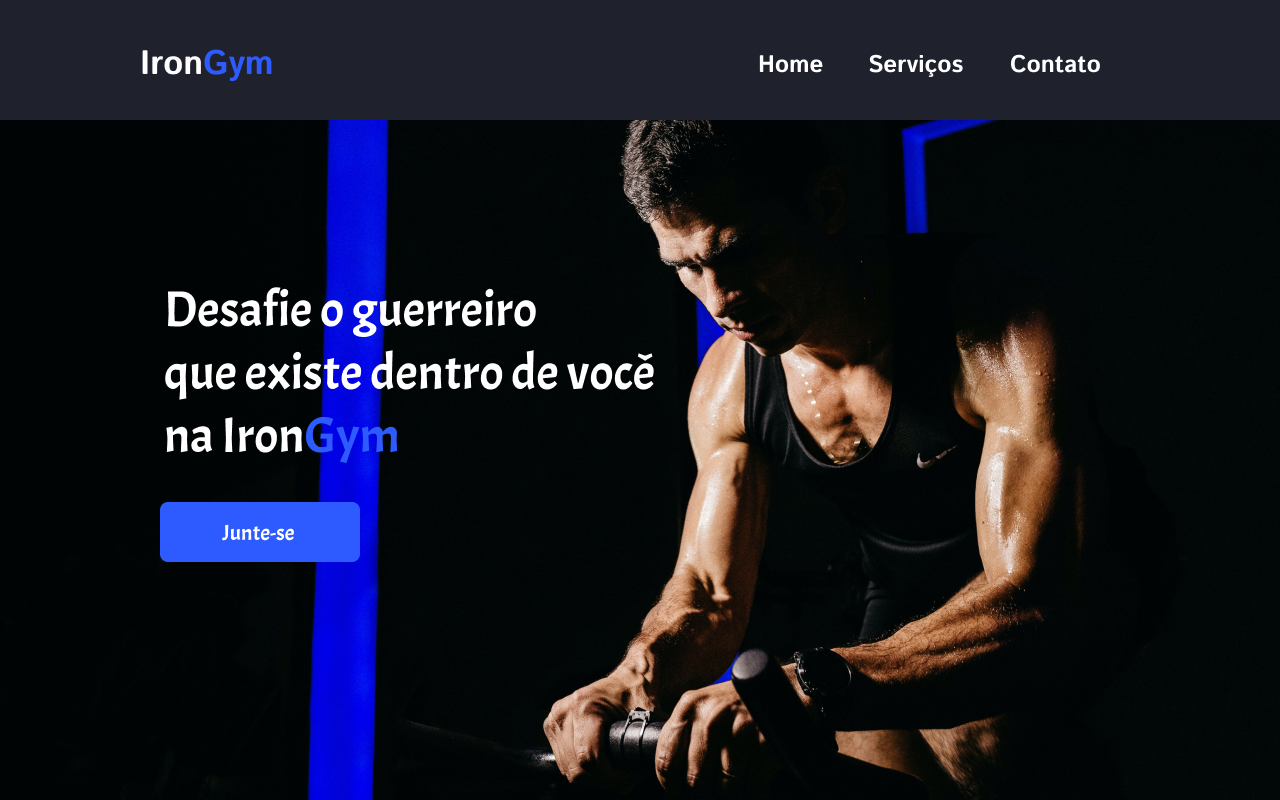 IronGym
Home Serviços Contato
Desafie o guerreiro
que existe dentro de você
na IronGym
Junte-se